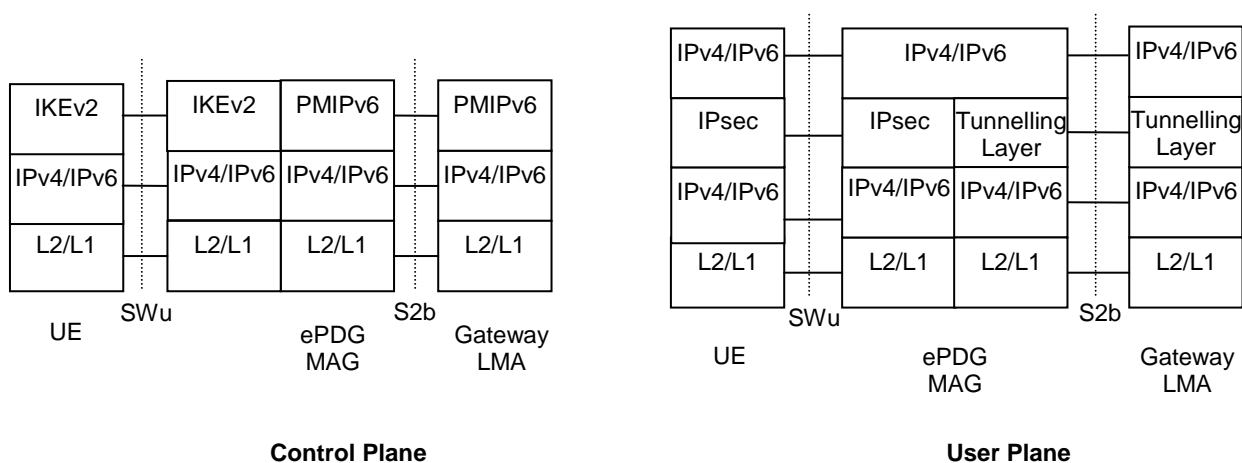 IKEv2 IKEv2 PMIPv6 PMIPv6
IPv4/IPv6 IPv4/IPv6 IPv4/IPv6 IPv4/IPv6
L2/L1 L2/L1 L2/L1 L2/L1
SWu S2b
UE ePDG Gateway
MAG LMA
Control Plane
IPv4/IPv6 IPv4/IPv6 IPv4/IPv6
IPsec IPsec Tunnelling Tunnelling
Layer Layer
IPv4/IPv6 IPv4/IPv6 IPv4/IPv6 IPv4/IPv6
L2/L1 L2/L1 L2/L1 L2/L1
SWu S2b
UE ePDG Gateway
MAG LMA
User Plane